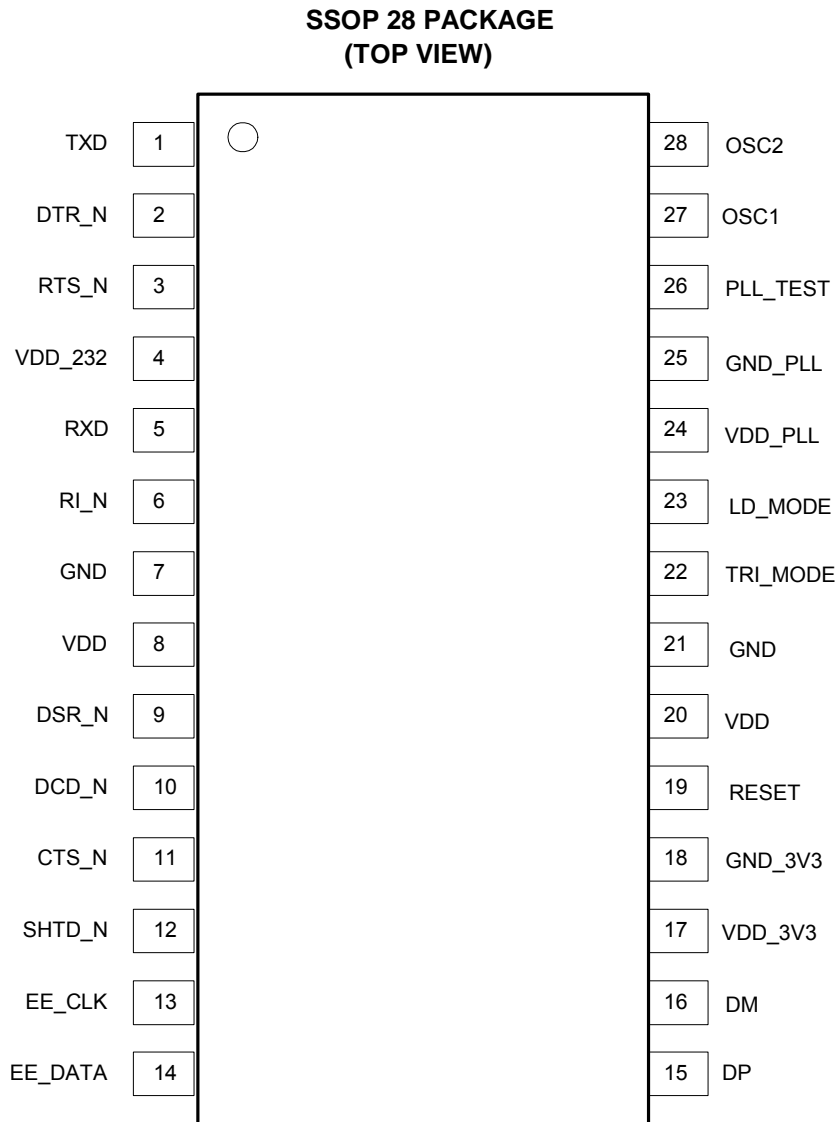 SSOP 28 PACKAGE
(TOP VIEW)
TXD 1 28 OSC2
DTR_N 2 27 OSC1
RTS_N 3 26 PLL_TEST
VDD_232 4 25 GND_PLL
RXD 5 24 VDD_PLL
RI_N 6 23 LD_MODE
GND 7 22 TRI_MODE
VDD 8 21 GND
DSR_N 9 20 VDD
DCD_N 10 19 RESET
CTS_N 11 18 GND_3V3
SHTD_N 12 17 VDD_3V3
EE_CLK 13 16 DM
EE_DATA 14 15 DP